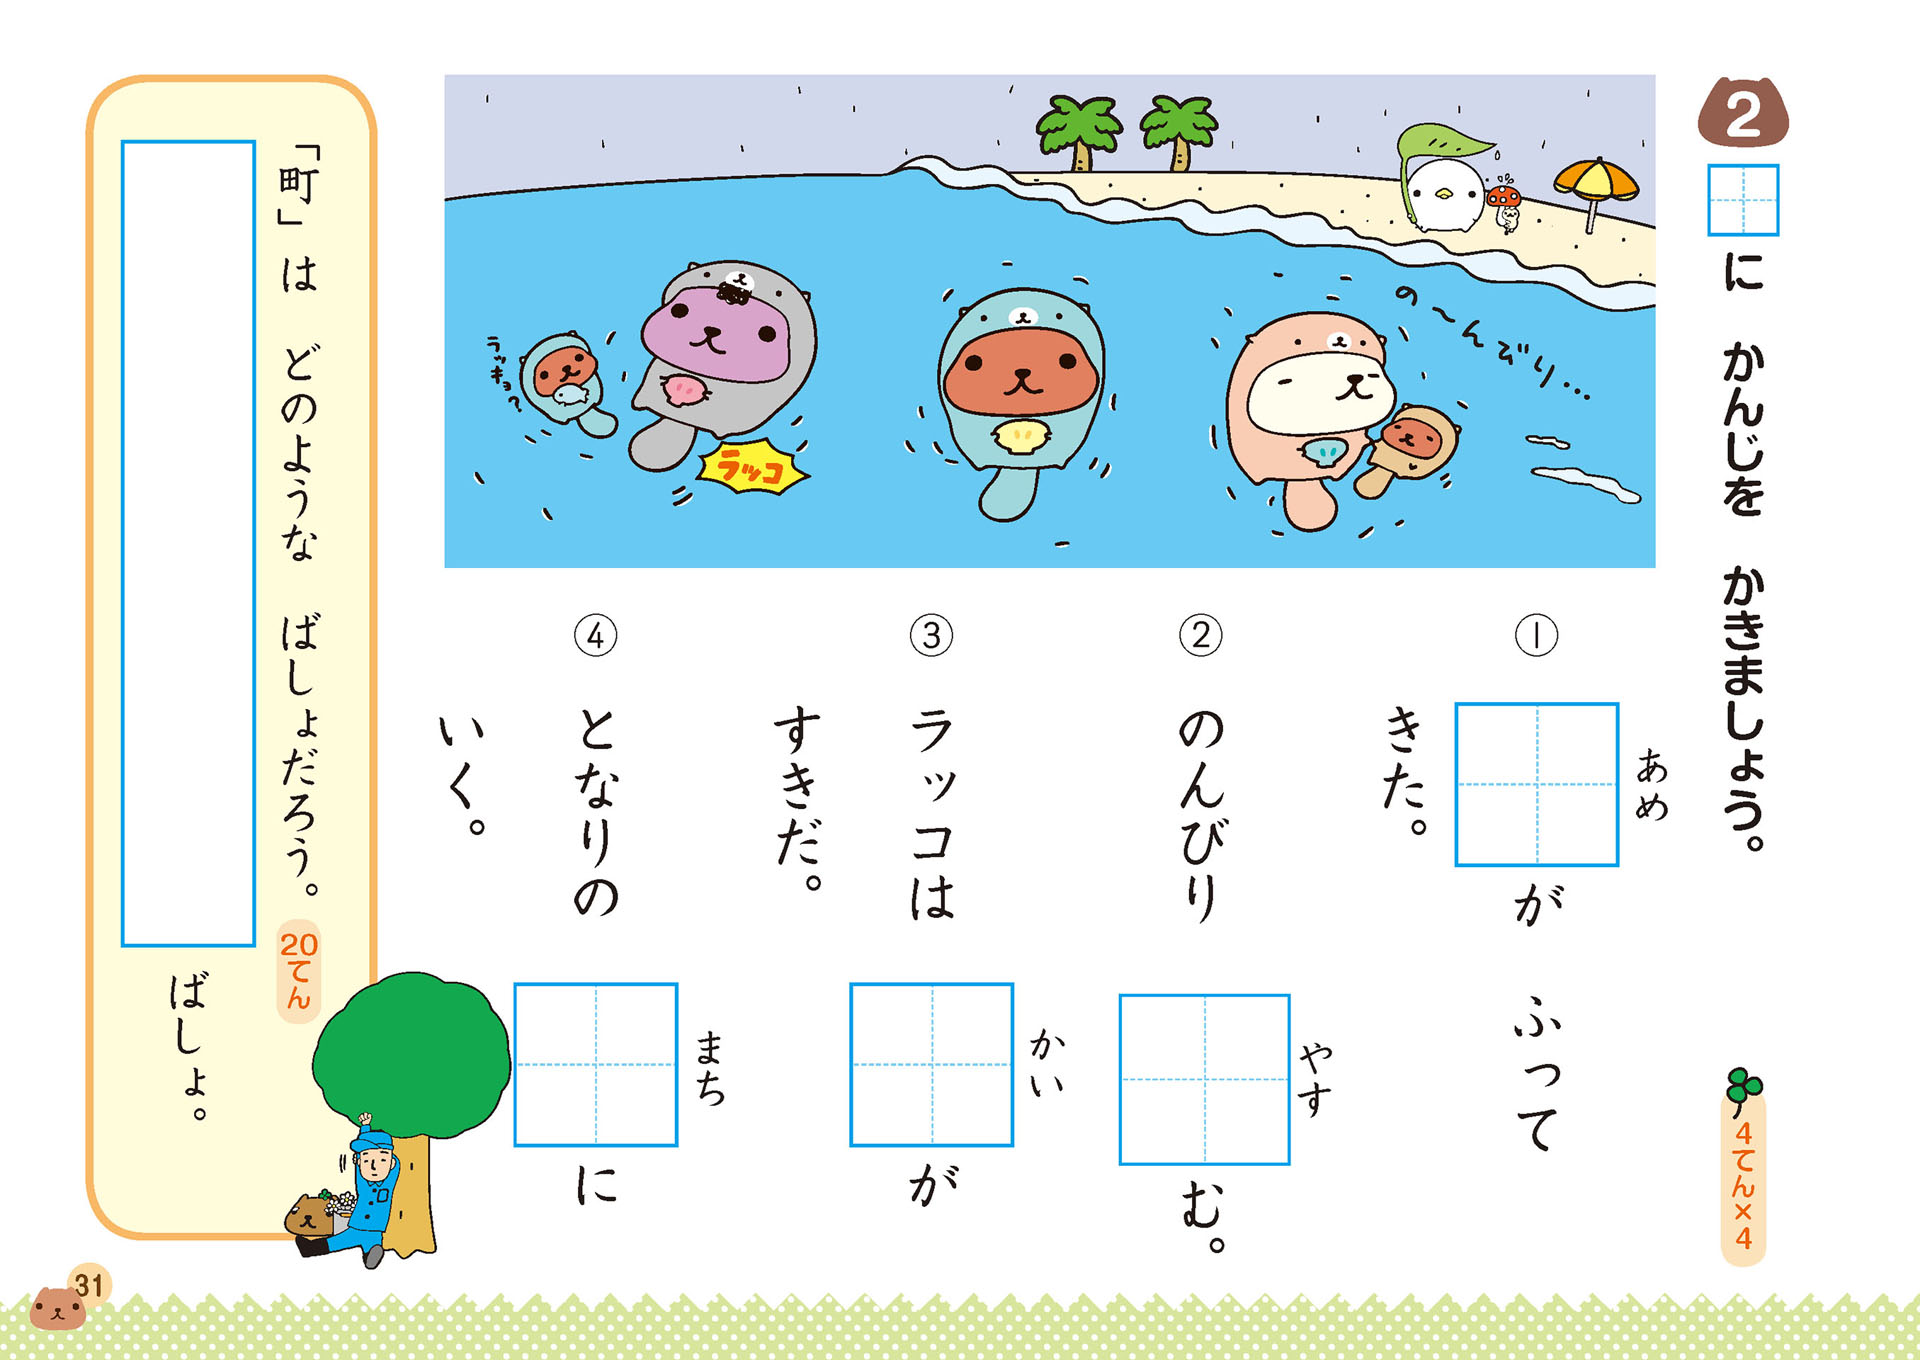 2
に かんじを かきましょう。
4てん×4
の～んびり…
ラッコ
ラッキョ？
①
あめ
が ふって
きた。
②
のんびり
やす
む。
③
ラッコは
かい
が
すきだ。
④
となりの
まち
に
いく。
「町」は どのような ばしょだろう。
20てん
ばしょ。
31